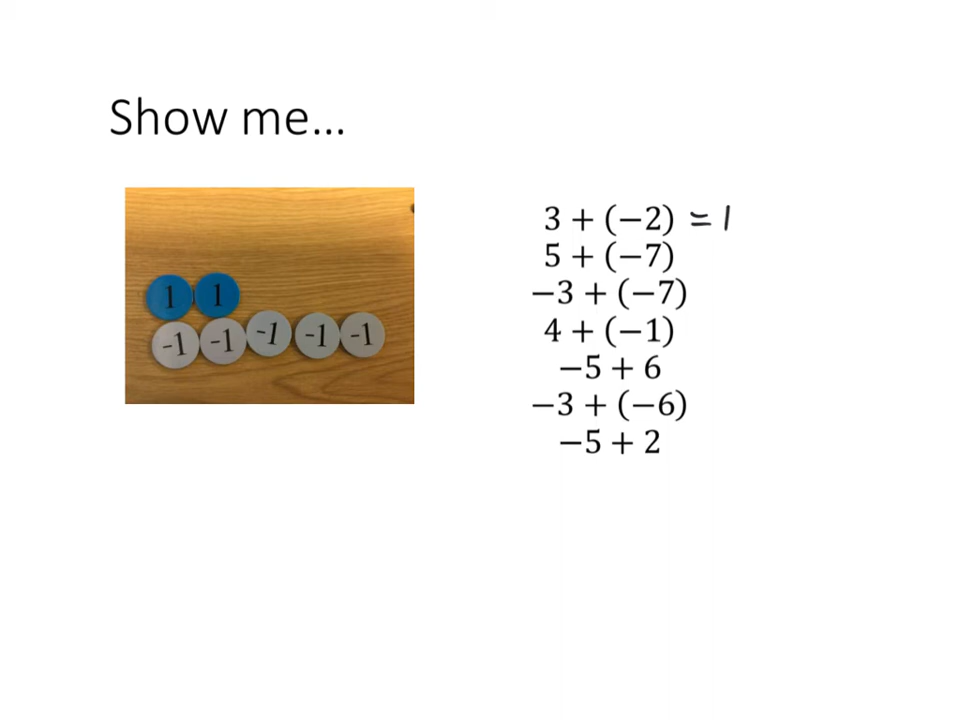 Show me...
1 1
-1 -1 -1 -1 -1
3 + (−2) = 1
5 + (−7)
−3 + (−7)
4 + (−1)
−5 + 6
−3 + (−6)
−5 + 2